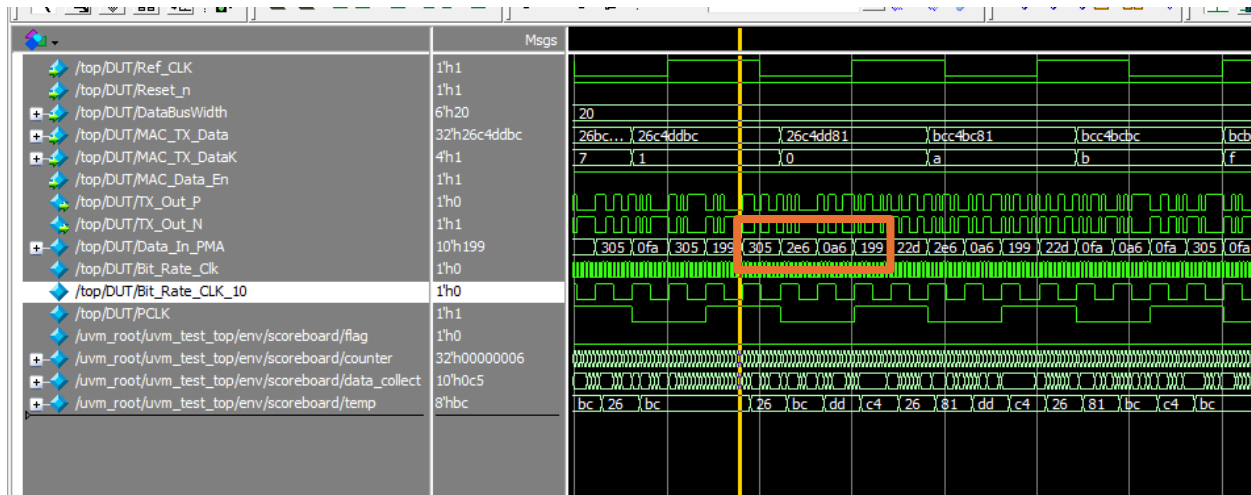 Msgs
/top/DUT/Ref_CLK 1'h1
/top/DUT/Reset_n 1'h1
/top/DUT/DataBusWidth 6'h20 20
/top/DUT/MAC_TX_Data 32'h26c4ddbc 26bc... 26c4ddbc 26c4dd81 bcc4bc81 bcc4bcbc bcb
/top/DUT/MAC_TX_DataK 4'h1 7 1 0 a b f
/top/DUT/MAC_Data_En 1'h1
/top/DUT/TX_Out_P 1'h0
/top/DUT/TX_Out_N 1'h1
/top/DUT/Data_In_PMA 10'h199 305 0fa 305 199 305 2e6 0a6 199 22d 2e6 0a6 199 22d 0fa 0a6 0fa 305 0fa
/top/DUT/Bit_Rate_Clk 1'h0
/top/DUT/Bit_Rate_CLK_10 1'h0
/top/DUT/PCLK 1'h1
/uvm_root/uvm_test_top/env/scoreboard/flag 1'h0
/uvm_root/uvm_test_top/env/scoreboard/counter 32'h00000006
/uvm_root/uvm_test_top/env/scoreboard/data_collect 10'h0c5
/uvm_root/uvm_test_top/env/scoreboard/temp 8'hbc bc 26 bc 26 bc dd c4 26 81 dd c4 26 81 bc c4 bc